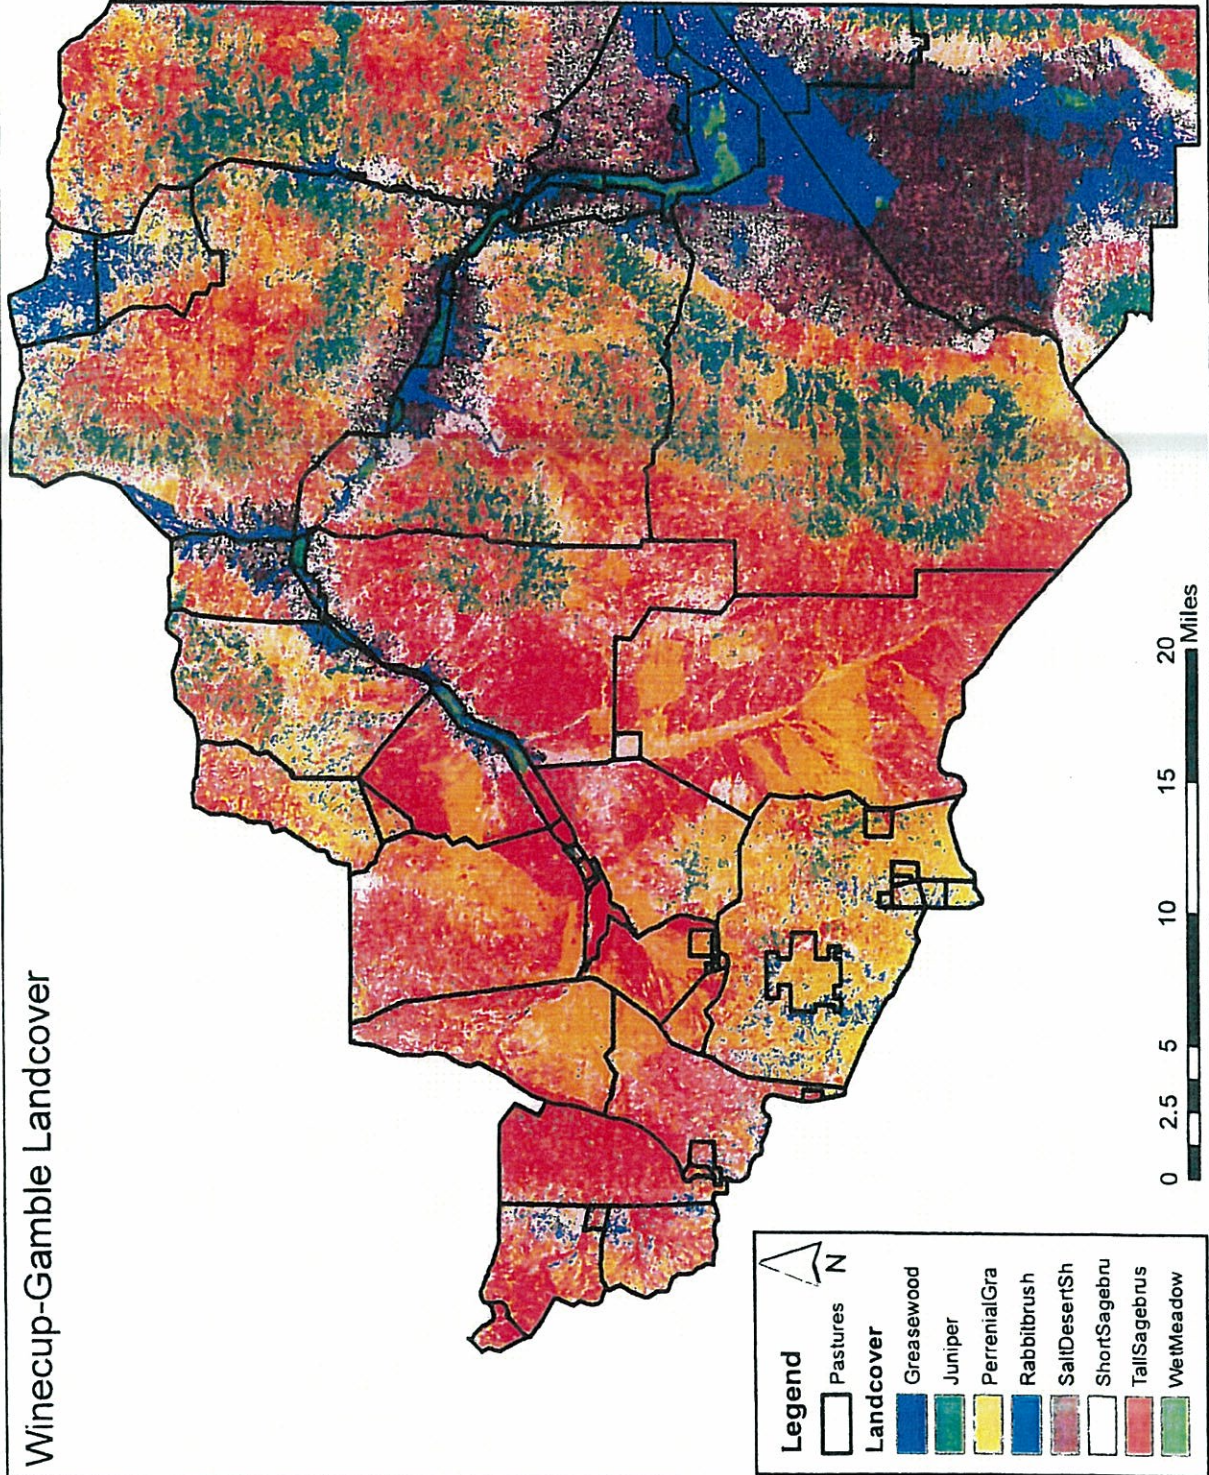 Winecup-Gamble Landcover
Legend
Pastures
N
Landcover
Greasewood
Juniper
PerrenialGra
Rabbitbrush
SaltDesertSh
ShortSagebru
TallSagebrus
WetMeadow
0 2.5 5 10 15 20
Miles